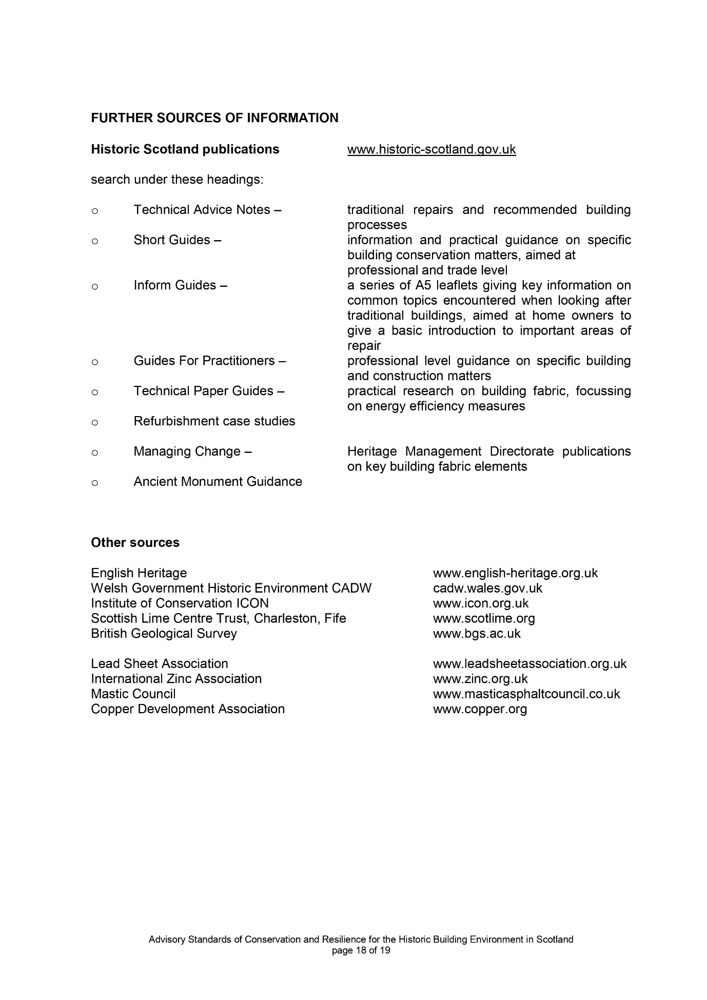 FURTHER SOURCES OF INFORMATION
Historic Scotland publications www.historic-scotland.gov.uk
search under these headings:
o Technical Advice Notes – traditional repairs and recommended building
processes
o Short Guides – information and practical guidance on specific
building conservation matters, aimed at
professional and trade level
o Inform Guides – a series of A5 leaflets giving key information on
common topics encountered when looking after
traditional buildings, aimed at home owners to
give a basic introduction to important areas of
repair
o Guides For Practitioners – professional level guidance on specific building
and construction matters
o Technical Paper Guides – practical research on building fabric, focussing
on energy efficiency measures
o Refurbishment case studies
o Managing Change – Heritage Management Directorate publications
on key building fabric elements
o Ancient Monument Guidance
Other sources
English Heritage www.english-heritage.org.uk
Welsh Government Historic Environment CADW cadw.wales.gov.uk
Institute of Conservation ICON www.icon.org.uk
Scottish Lime Centre Trust, Charleston, Fife www.scotlime.org
British Geological Survey www.bgs.ac.uk
Lead Sheet Association www.leadsheetassociation.org.uk
International Zinc Association www.zinc.org.uk
Mastic Council www.masticasphaltcouncil.co.uk
Copper Development Association www.copper.org
Advisory Standards of Conservation and Resilience for the Historic Building Environment in Scotland
page 18 of 19